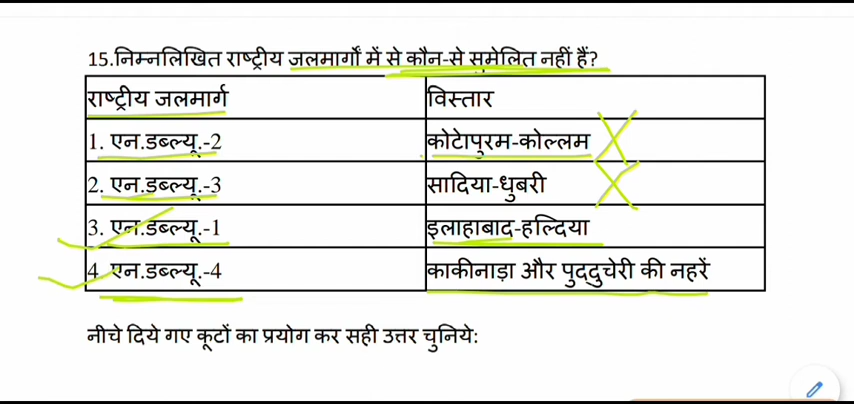 15.निम्नलिखित राष्ट्रीय जलमार्गों में से कौन-से सुमेलित नहीं हैं?
राष्ट्रीय जलमार्ग विस्तार
1. एन.डब्ल्यू.-2 कोटेापुरम-कोल्लम
2. एन.डब्ल्यू.-3 सादिया-धुबरी
3. एन.डब्ल्यू.-1 इलाहाबाद-हल्दिया
4. एन.डब्ल्यू.-4 काकीनाड़ा और पुद्दुचेरी की नहरें
नीचे दिये गए कूटों का प्रयोग कर सही उत्तर चुनिये: